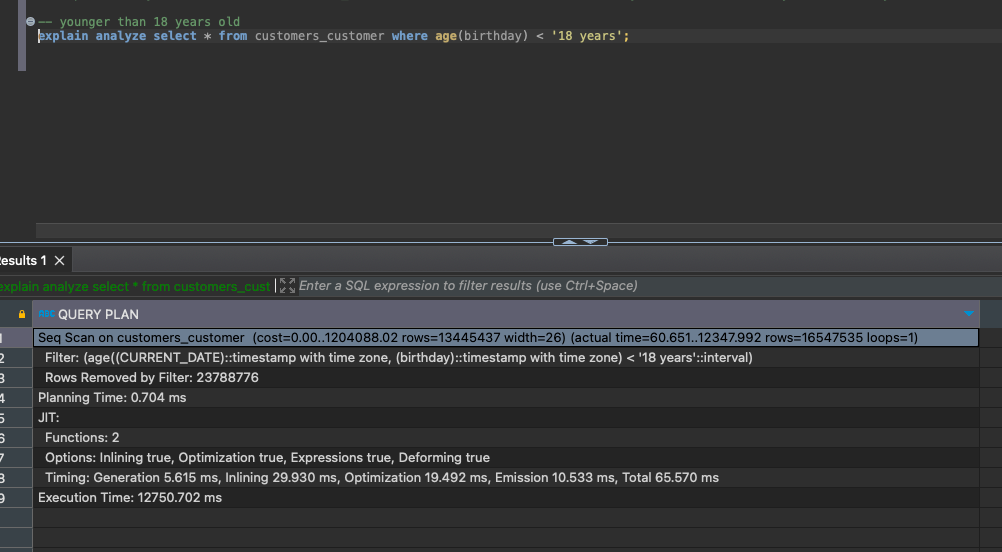 -- younger than 18 years old
explain analyze select * from customers_customer where age(birthday) < '18 years';
Results 1
explain analyze select * from customers_cust Enter a SQL expression to filter results (use Ctrl+Space)
ABC QUERY PLAN
1 Seq Scan on customers_customer (cost=0.00..1204088.02 rows=13445437 width=26) (actual time=60.651..12347.992 rows=16547535 loops=1)
2 Filter: (age((CURRENT_DATE)::timestamp with time zone, (birthday)::timestamp with time zone) < '18 years'::interval)
3 Rows Removed by Filter: 23788776
4 Planning Time: 0.704 ms
5 JIT:
6 Functions: 2
7 Options: Inlining true, Optimization true, Expressions true, Deforming true
8 Timing: Generation 5.615 ms, Inlining 29.930 ms, Optimization 19.492 ms, Emission 10.533 ms, Total 65.570 ms
9 Execution Time: 12750.702 ms